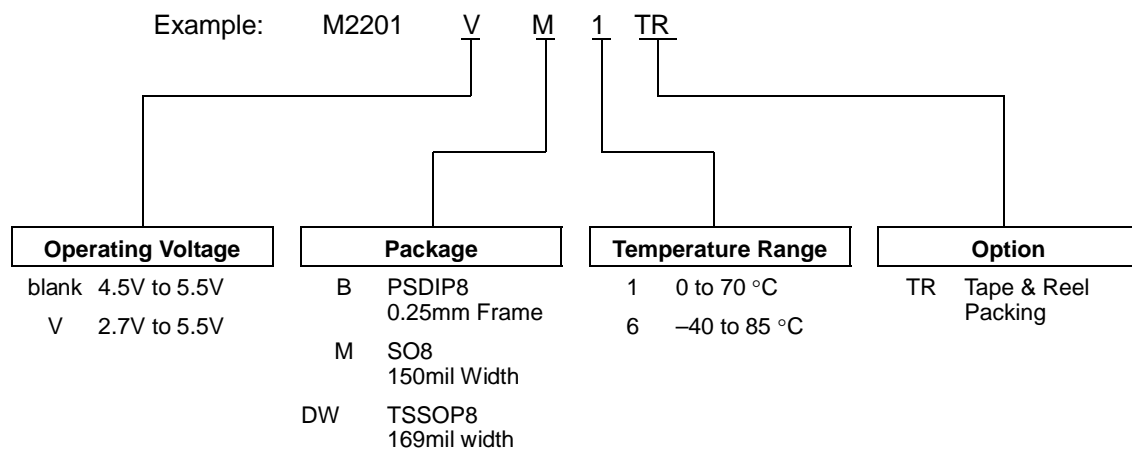 Example: M2201 V M 1 TR
Operating Voltage Package Temperature Range Option
blank 4.5V to 5.5V B PSDIP8 1 0 to 70 °C TR Tape & Reel
0.25mm Frame Packing
V 2.7V to 5.5V 6 –40 to 85 °C
M SO8
150mil Width
DW TSSOP8
169mil width